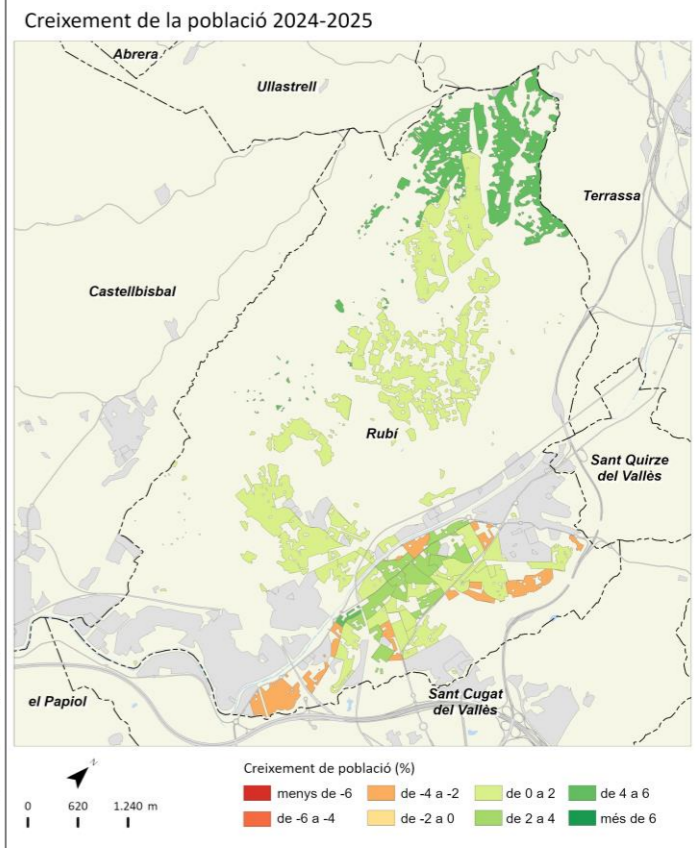 Creixement de la població 2024-2025
Abrera
Ullastrell
Terrassa
Castellbisbal
Rubí
Sant Quirze
del Vallès
el Papiol
Sant Cugat
del Vallès
N
0 620 1.240 m
Creixement de població (%)
menys de -6 de -4 a -2 de 0 a 2 de 4 a 6
de -6 a -4 de -2 a 0 de 2 a 4 més de 6